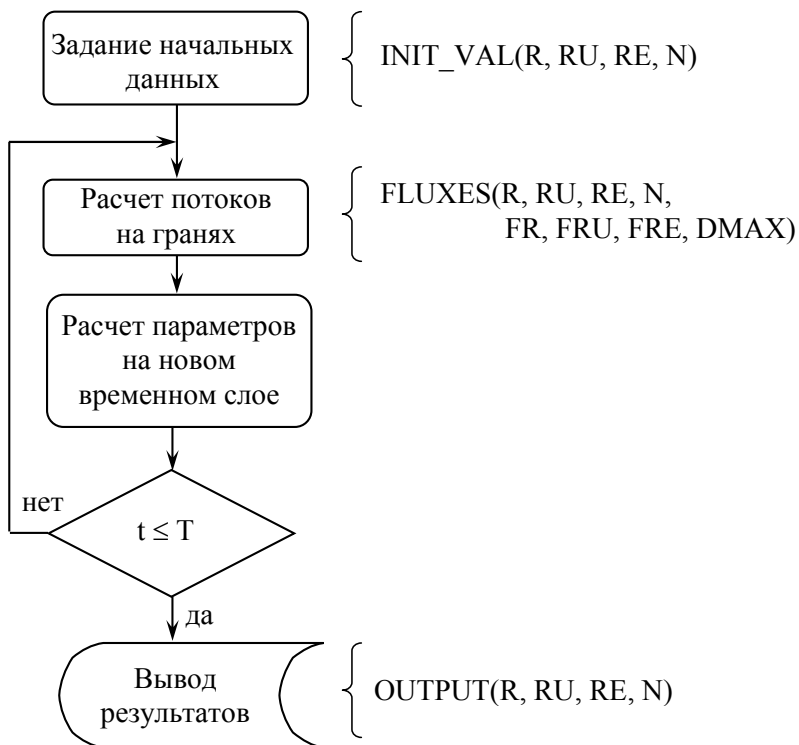 Задание начальных
данных
INIT_VAL(R, RU, RE, N)
Расчет потоков
на гранях
FLUXES(R, RU, RE, N,
FR, FRU, FRE, DMAX)
Расчет параметров
на новом
временном слое
нет
t ≤ T
да
Вывод
результатов
OUTPUT(R, RU, RE, N)